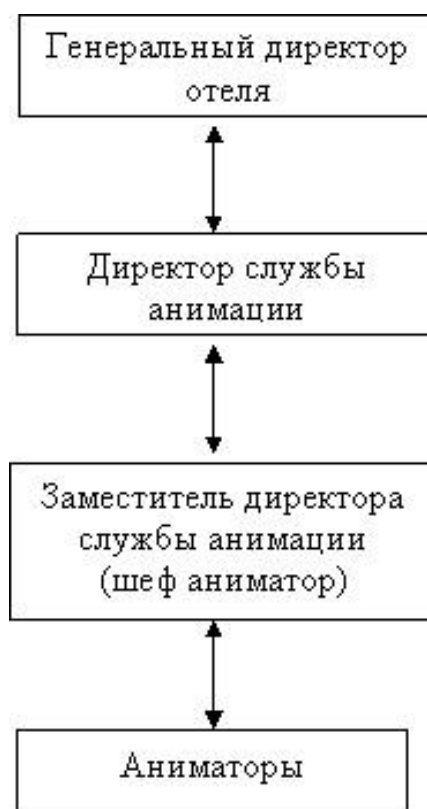 Генеральный директор
отеля
Директор службы
анимации
Заместитель директора
службы анимации
(шеф аниматор)
Аниматоры